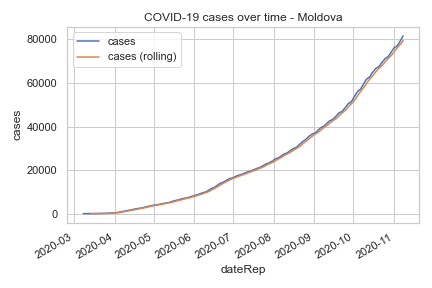 COVID-19 cases over time - Moldova
cases
cases (rolling)
80000
60000
40000
20000
0
cases
2020-03
2020-04
2020-05
2020-06
2020-07
2020-08
2020-09
2020-10
2020-11
dateRep